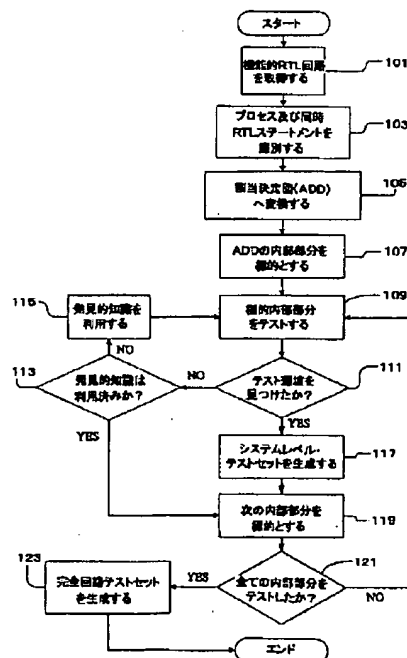 スタート
機能的RTL回路
を取得する
101
プロセス及び同時
RTLステートメントを
識別する
103
割当決定図(ADD)
へ変換する
105
ADDの内部部分を
標的とする
107
115
発見的知識を
利用する
標的内部部分
をテストする
109
NO
113
発見的知識は
利用済みか?
NO
テスト環境を
見つけたか?
111
YES
YES
システムレベル・
テストセットを生成する
117
次の内部部分を
標的とする
119
123
完全回路テストセット
を生成する
YES
全ての内部部分を
テストしたか?
121
NO
エンド